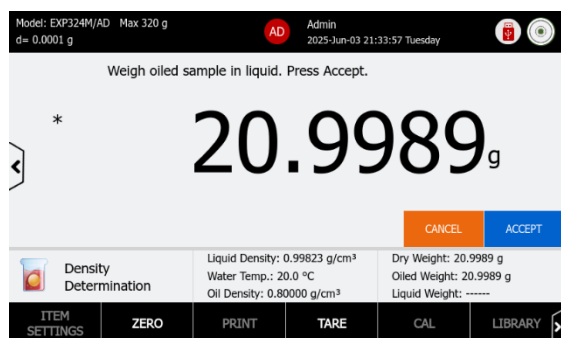 Model: EXP324M/AD Max 320 g
d= 0.0001 g
AD
Admin
2025-Jun-03 21:33:57 Tuesday
Weigh oiled sample in liquid. Press Accept.
*
20.9989 g
CANCEL
ACCEPT
Density
Determination
Liquid Density: 0.99823 g/cm³
Water Temp.: 20.0 °C
Oil Density: 0.80000 g/cm³
Dry Weight: 20.9989 g
Oiled Weight: 20.9989 g
Liquid Weight: ------
ITEM
SETTINGS
ZERO
PRINT
TARE
CAL
LIBRARY